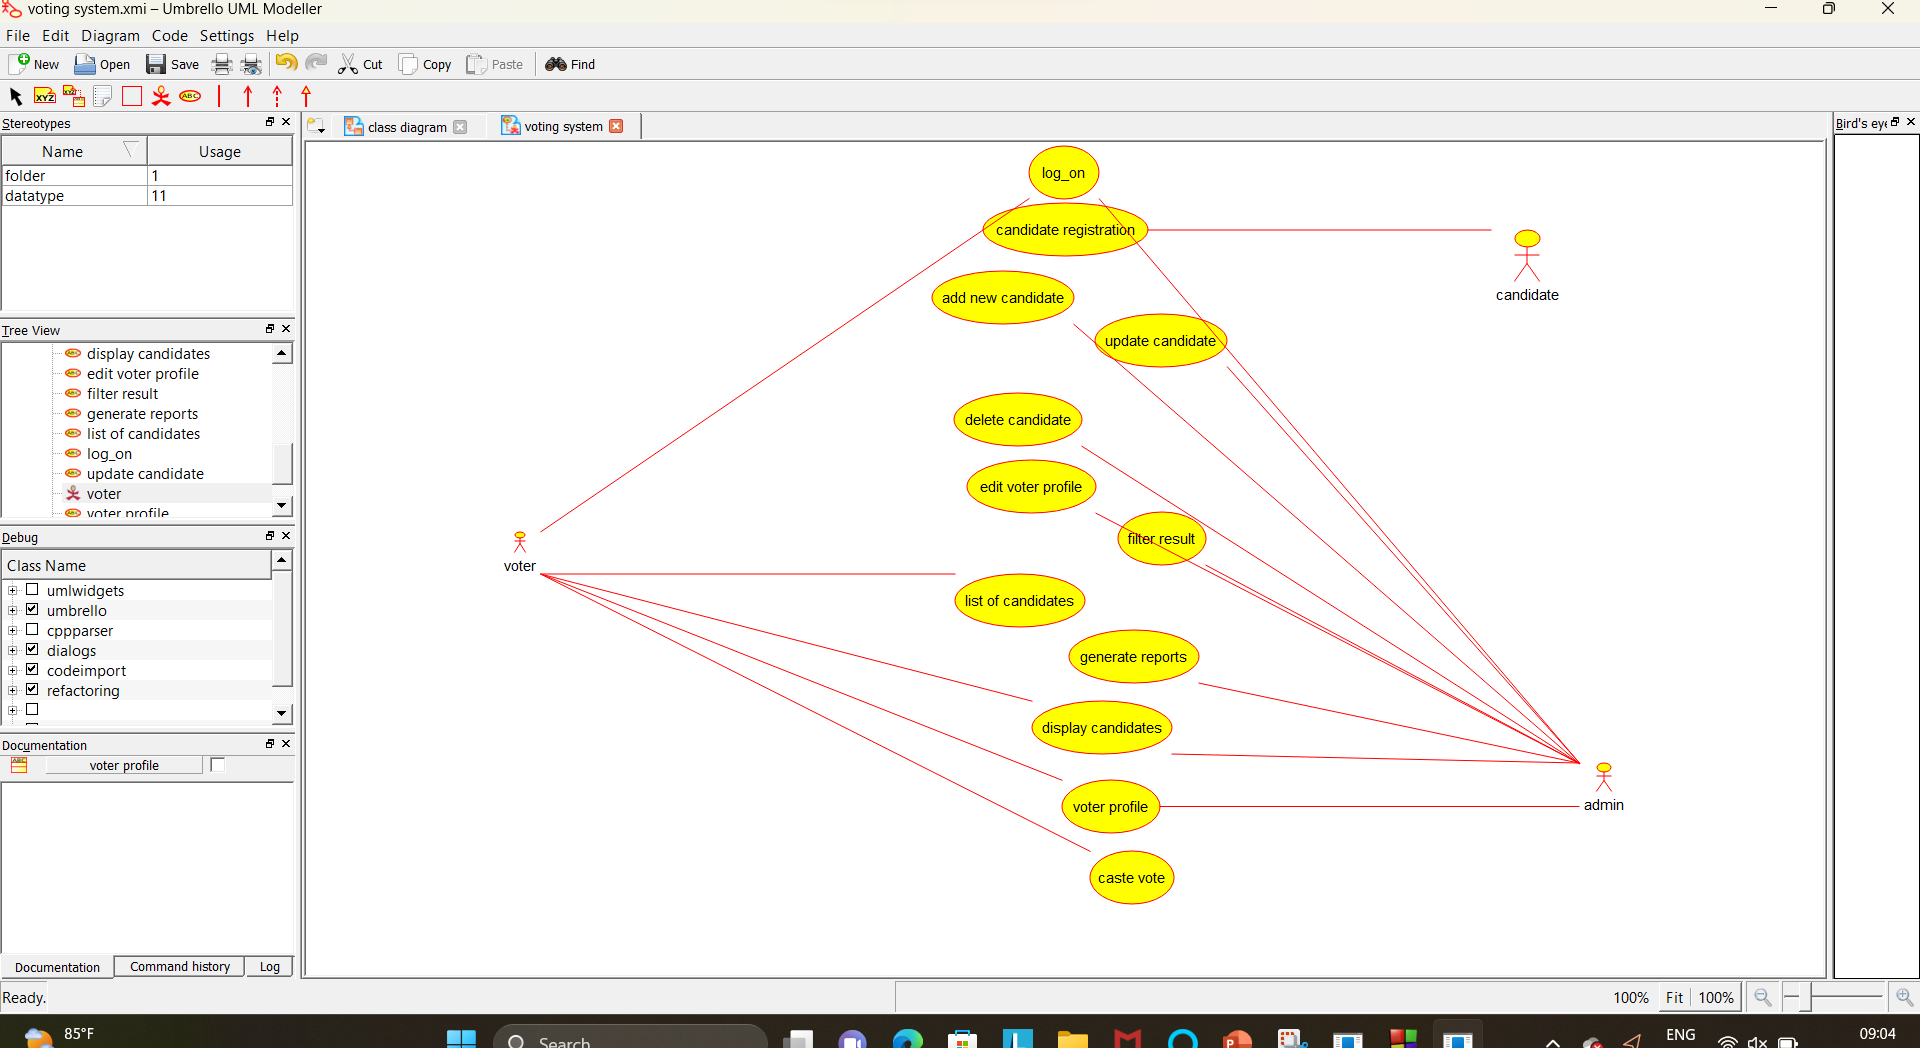 voting system.xmi – Umbrello UML Modeller
File Edit Diagram Code Settings Help
New Open Save Cut Copy Paste Find
XYZ XYZ ABC
Stereotypes
Name Usage
folder 1
datatype 11
Tree View
display candidates
edit voter profile
filter result
generate reports
list of candidates
log_on
update candidate
voter
voter profile
Debug
Class Name
umlwidgets
umbrello
cppparser
dialogs
codeimport
refactoring
Documentation
voter profile
Documentation Command history Log
class diagram voting system
log_on
candidate registration
candidate
add new candidate
update candidate
delete candidate
edit voter profile
filter result
voter
list of candidates
generate reports
display candidates
voter profile
admin
caste vote
Bird's eye
Ready.
100% Fit 100%
85°F
Search
ENG
09:04